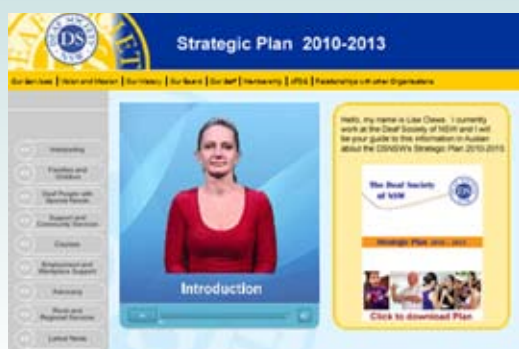 DEAF SOCIETY
NSW
DS
Strategic Plan 2010-2013
Our Services | Vision and Mission | Our History | Our Board | Our Staff | Membership | | Relationships with other Organisations
Interpreting
Families and
Children
Deaf People with
Special Needs
Support and
Community Services
Courses
Employment and
Workplace Support
Advocacy
Rural and
Regional Services
Latest News
Introduction
Hello, my name is Lisa Clews. I currently
work at the Deaf Society of NSW and I will
be your guide to this information in Auslan
about the DSNSW's Strategic Plan 2010-2013.
The Deaf Society
of NSW
DS
Strategic Plan 2010 - 2013
Click to download Plan